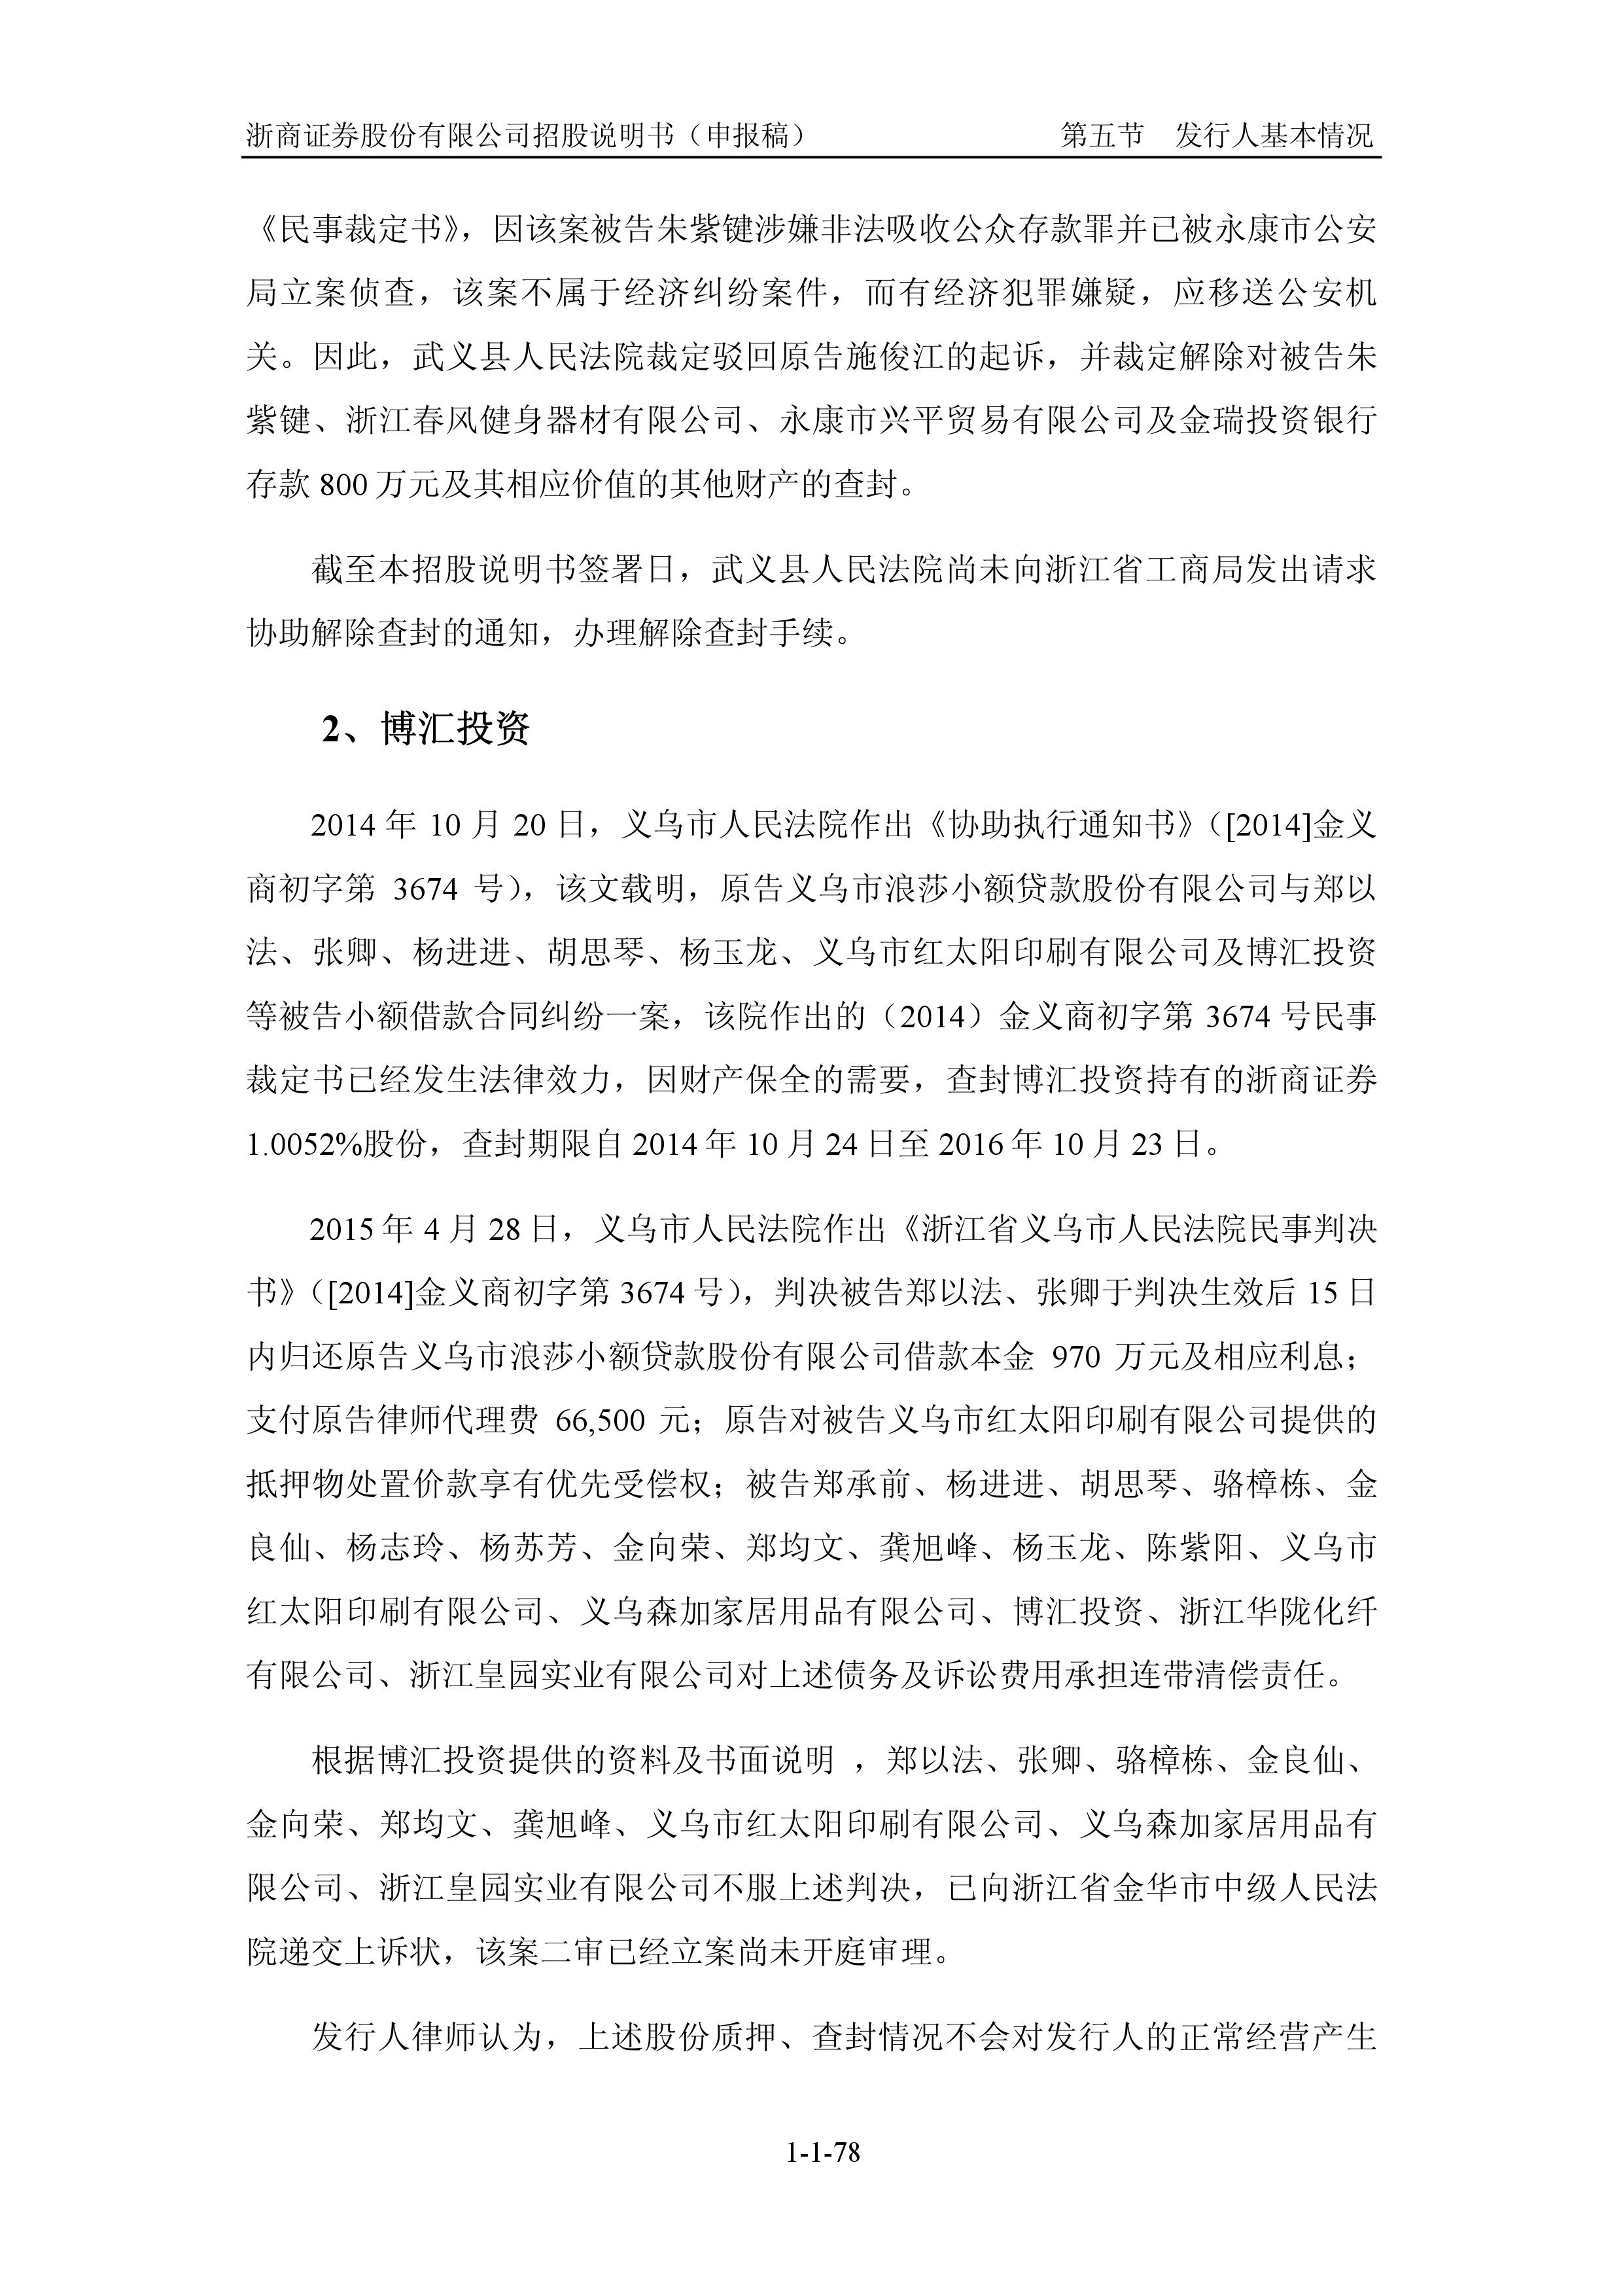 浙商证券股份有限公司招股说明书（申报稿） 第五节 发行人基本情况
《民事裁定书》，因该案被告朱紫键涉嫌非法吸收公众存款罪并已被永康市公安
局立案侦查，该案不属于经济纠纷案件，而有经济犯罪嫌疑，应移送公安机
关。因此，武义县人民法院裁定驳回原告施俊江的起诉，并裁定解除对被告朱
紫键、浙江春风健身器材有限公司、永康市兴平贸易有限公司及金瑞投资银行
存款 800 万元及其相应价值的其他财产的查封。
截至本招股说明书签署日，武义县人民法院尚未向浙江省工商局发出请求
协助解除查封的通知，办理解除查封手续。
2、博汇投资
2014 年 10 月 20 日，义乌市人民法院作出《协助执行通知书》（[2014]金义
商初字第 3674 号），该文载明，原告义乌市浪莎小额贷款股份有限公司与郑以
法、张卿、杨进进、胡思琴、杨玉龙、义乌市红太阳印刷有限公司及博汇投资
等被告小额借款合同纠纷一案，该院作出的（2014）金义商初字第 3674 号民事
裁定书已经发生法律效力，因财产保全的需要，查封博汇投资持有的浙商证券
1.0052%股份，查封期限自 2014 年 10 月 24 日至 2016 年 10 月 23 日。
2015 年 4 月 28 日，义乌市人民法院作出《浙江省义乌市人民法院民事判决
书》（[2014]金义商初字第 3674 号），判决被告郑以法、张卿于判决生效后 15 日
内归还原告义乌市浪莎小额贷款股份有限公司借款本金 970 万元及相应利息；
支付原告律师代理费 66,500 元；原告对被告义乌市红太阳印刷有限公司提供的
抵押物处置价款享有优先受偿权；被告郑承前、杨进进、胡思琴、骆樟栋、金
良仙、杨志玲、杨苏芳、金向荣、郑均文、龚旭峰、杨玉龙、陈紫阳、义乌市
红太阳印刷有限公司、义乌森加家居用品有限公司、博汇投资、浙江华陇化纤
有限公司、浙江皇园实业有限公司对上述债务及诉讼费用承担连带清偿责任。
根据博汇投资提供的资料及书面说明 ，郑以法、张卿、骆樟栋、金良仙、
金向荣、郑均文、龚旭峰、义乌市红太阳印刷有限公司、义乌森加家居用品有
限公司、浙江皇园实业有限公司不服上述判决，已向浙江省金华市中级人民法
院递交上诉状，该案二审已经立案尚未开庭审理。
发行人律师认为，上述股份质押、查封情况不会对发行人的正常经营产生
1-1-78